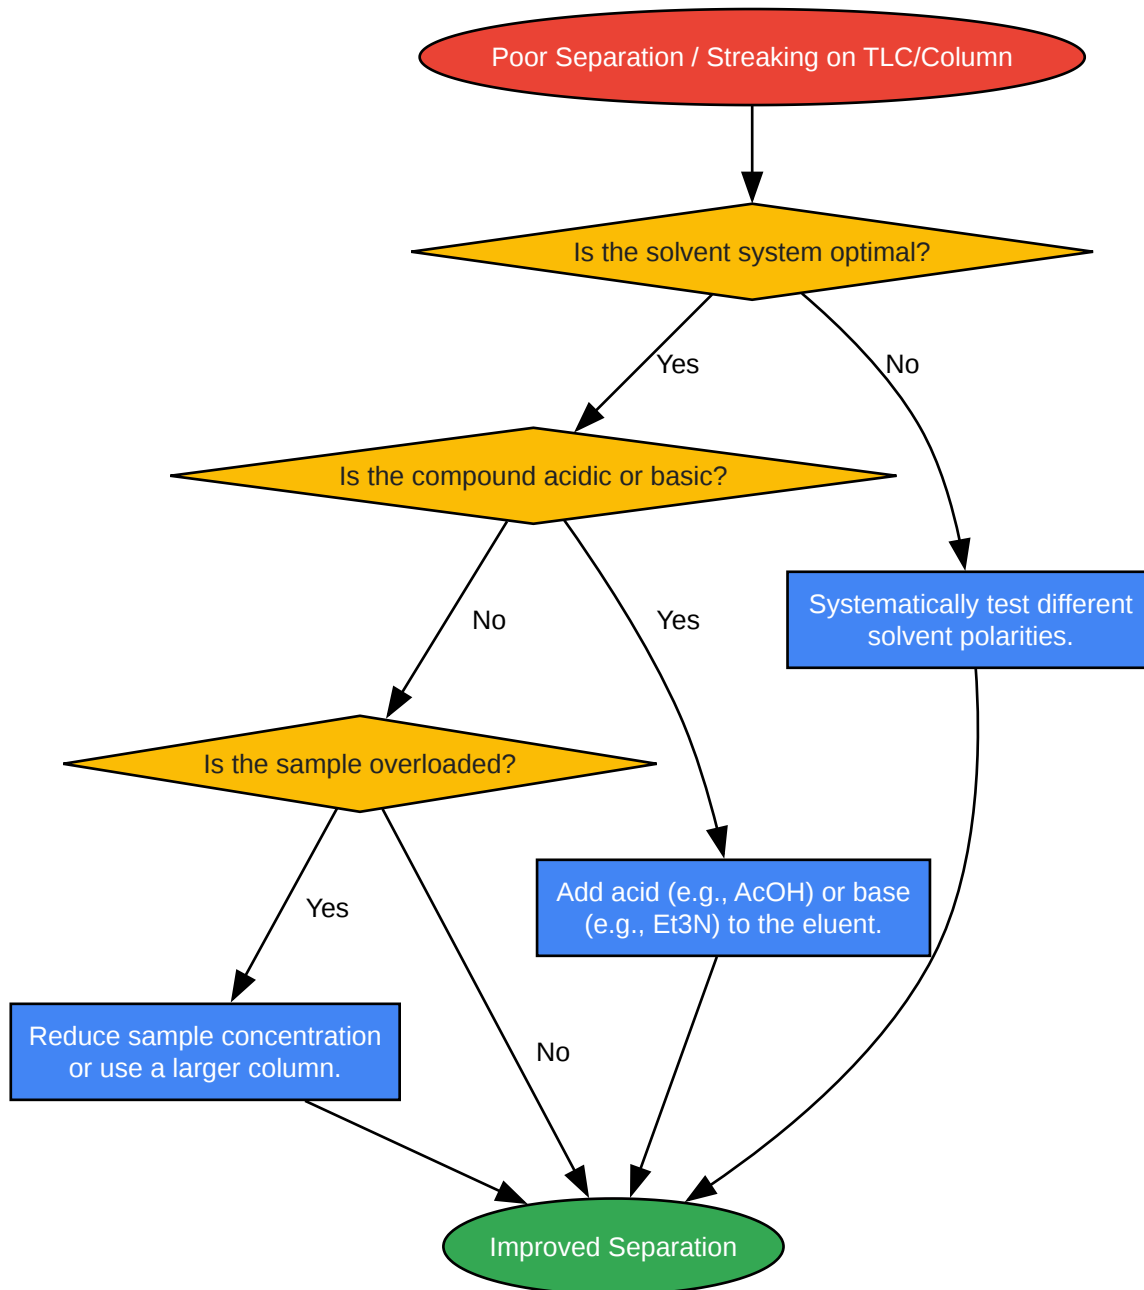 Poor Separation / Streaking on TLC/Column
Is the solvent system optimal?
Yes
No
Is the compound acidic or basic?
No
Yes
Systematically test different
solvent polarities.
Is the sample overloaded?
Yes
No
Add acid (e.g., AcOH) or base
(e.g., Et3N) to the eluent.
Reduce sample concentration
or use a larger column.
Improved Separation